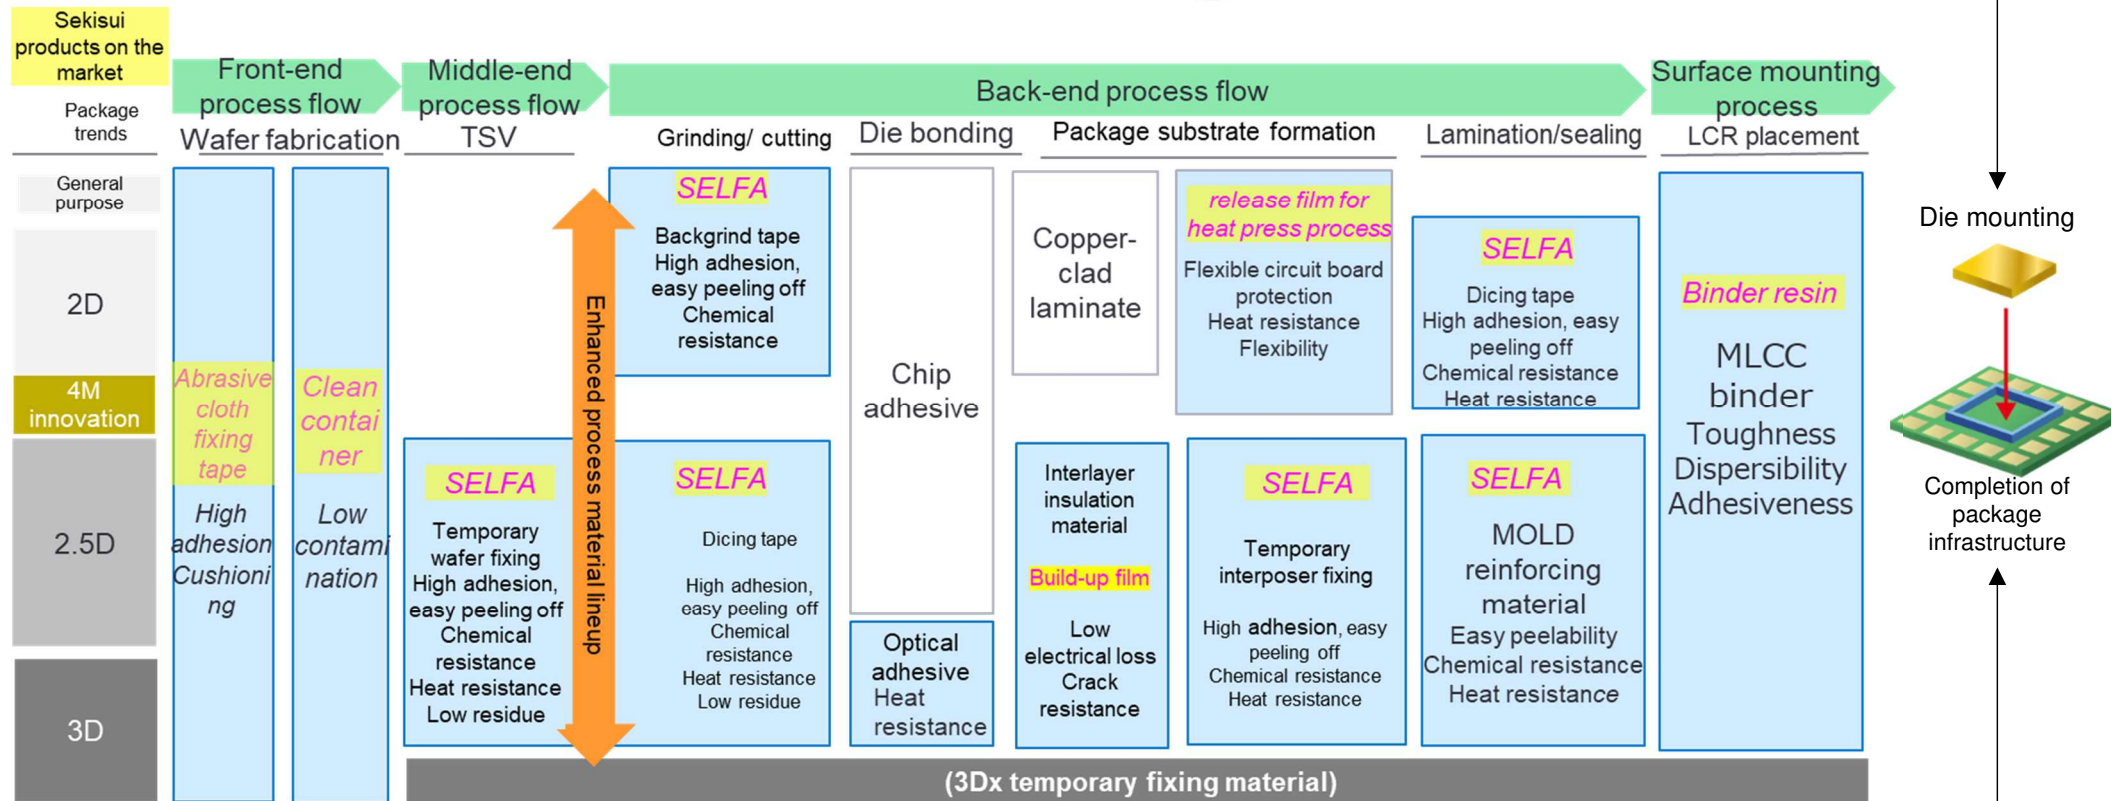 Sekisui
products on the
market
Package
trends
Front-end
process flow
Middle-end
process flow
Back-end process flow
Surface mounting
process
Wafer fabrication
TSV
Grinding/ cutting
Die bonding
Package substrate formation
Lamination/sealing
LCR placement
General
purpose
2D
4M
innovation
2.5D
3D
Abrasive
cloth
fixing
tape
High
adhesion
Cushioni
ng
Clean
contai
ner
Low
contami
nation
SELFA
Temporary
wafer fixing
High adhesion,
easy peeling off
Chemical
resistance
Heat resistance
Low residue
Enhanced process material lineup
SELFA
Backgrind tape
High adhesion,
easy peeling off
Chemical
resistance
SELFA
Dicing tape
High adhesion,
easy peeling off
Chemical
resistance
Heat resistance
Low residue
Chip
adhesive
Optical
adhesive
Heat
resistance
Copper-
clad
laminate
release film for
heat press process
Flexible circuit board
protection
Heat resistance
Flexibility
Interlayer
insulation
material
Build-up film
Low
electrical loss
Crack
resistance
SELFA
Temporary
interposer fixing
High adhesion, easy
peeling off
Chemical resistance
Heat resistance
SELFA
Dicing tape
High adhesion, easy
peeling off
Chemical resistance
Heat resistance
SELFA
MOLD
reinforcing
material
Easy peelability
Chemical resistance
Heat resistance
Binder resin
MLCC
binder
Toughness
Dispersibility
Adhesiveness
(3Dx temporary fixing material)
Die mounting
Completion of
package
infrastructure